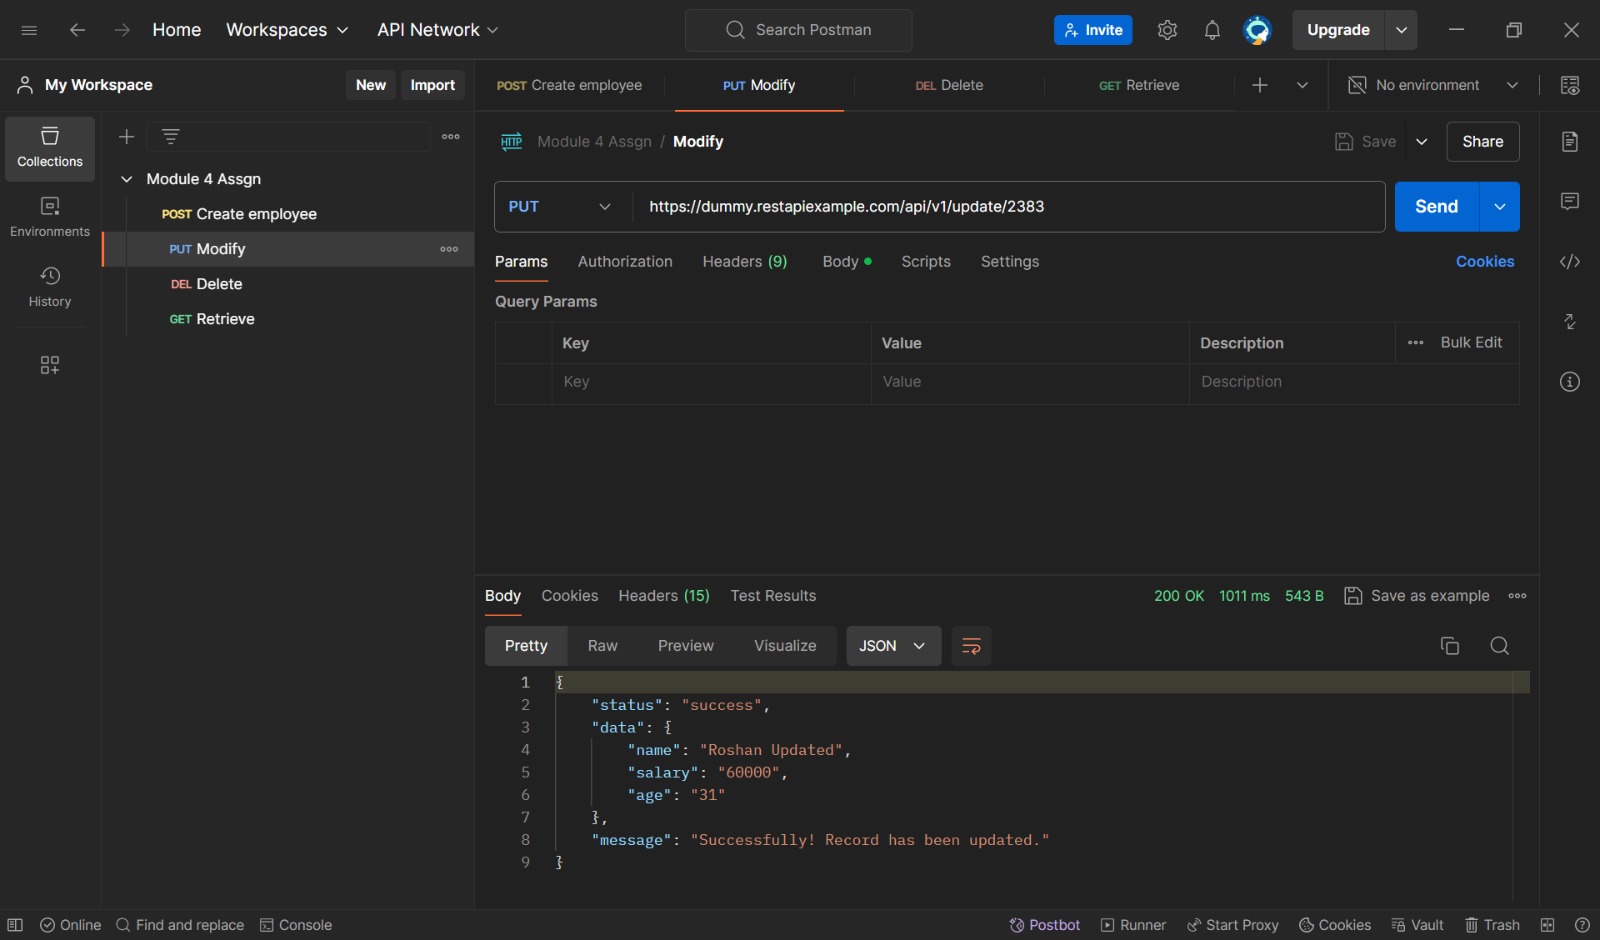 Home Workspaces API Network Search Postman Invite Upgrade
My Workspace New Import POST Create employee PUT Modify DEL Delete GET Retrieve No environment
Collections
Environments
History
Module 4 Assgn
POST Create employee
PUT Modify
DEL Delete
GET Retrieve
HTTP Module 4 Assgn / Modify Save Share
PUT https://dummy.restapiexample.com/api/v1/update/2383 Send
Params Authorization Headers (9) Body Scripts Settings Cookies
Query Params
Key Value Description Bulk Edit
Key Value Description
Body Cookies Headers (15) Test Results 200 OK 1011 ms 543 B Save as example
Pretty Raw Preview Visualize JSON
1 {
2 "status": "success",
3 "data": {
4 "name": "Roshan Updated",
5 "salary": "60000",
6 "age": "31"
7 },
8 "message": "Successfully! Record has been updated."
9 }
Online Find and replace Console Postbot Runner Start Proxy Cookies Vault Trash